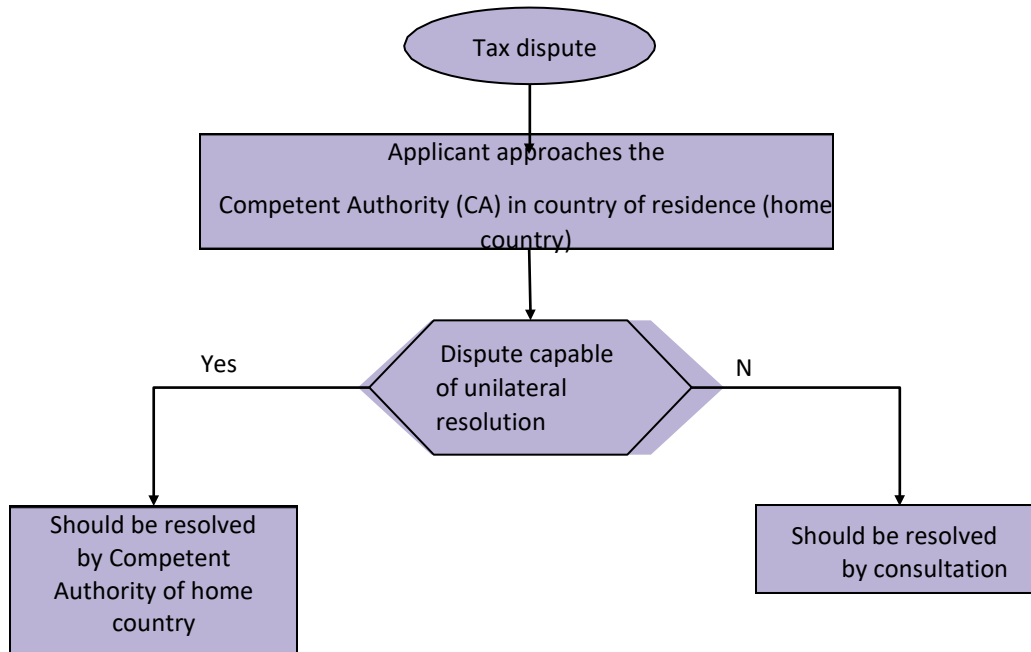 Tax dispute
Applicant approaches the
Competent Authority (CA) in country of residence (home
country)
Yes
Dispute capable
of unilateral
resolution
N
Should be resolved
by Competent
Authority of home
country
Should be resolved
by consultation